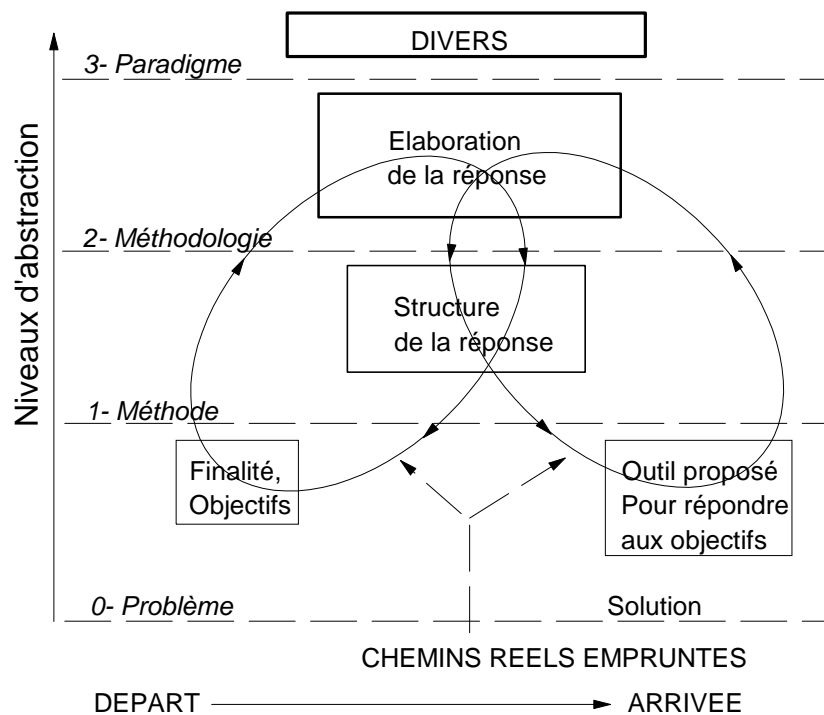 DIVERS
3- Paradigme
Elaboration
de la réponse
2- Méthodologie
Structure
de la réponse
1- Méthode
Finalité,
Objectifs
Outil proposé
Pour répondre
aux objectifs
0- Problème
Solution
CHEMINS REELS EMPRUNTES
DEPART
ARRIVEE
Niveaux d'abstraction